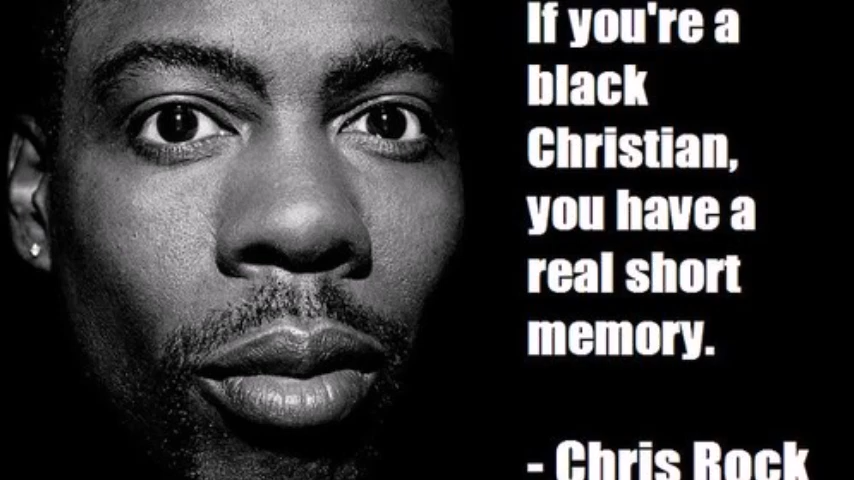 If you're a
black
Christian,
you have a
real short
memory.
- Chris Rock